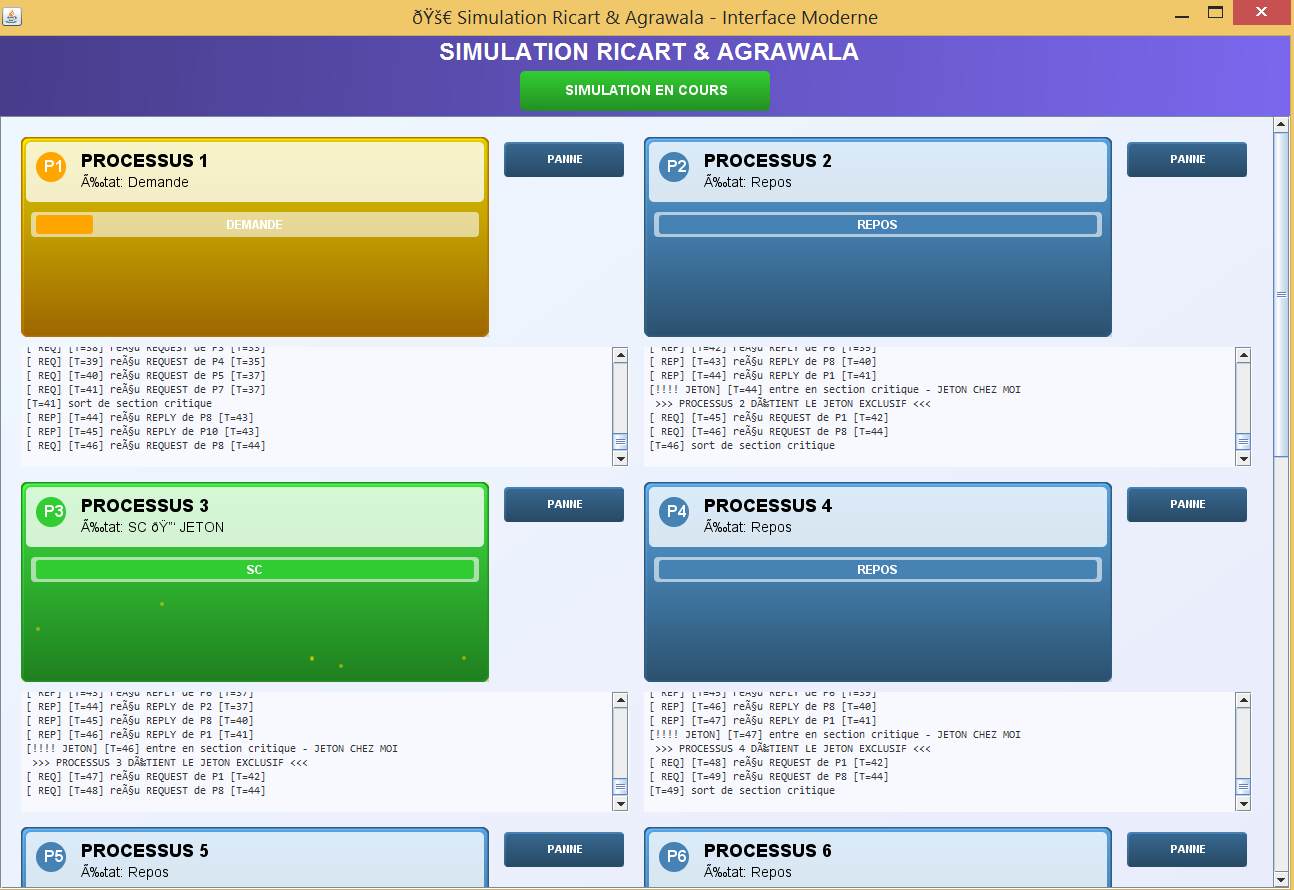 ðŸš€ Simulation Ricart & Agrawala - Interface Moderne
SIMULATION RICART & AGRAWALA
SIMULATION EN COURS
P1
PROCESSUS 1
Ã‰tat: Demande
DEMANDE
PANNE
P2
PROCESSUS 2
Ã‰tat: Repos
REPOS
PANNE
[ REQ] [T=38] reÃ§u REQUEST de P3 [T=33]
[ REQ] [T=39] reÃ§u REQUEST de P4 [T=35]
[ REQ] [T=40] reÃ§u REQUEST de P5 [T=37]
[ REQ] [T=41] reÃ§u REQUEST de P7 [T=37]
[T=41] sort de section critique
[ REP] [T=44] reÃ§u REPLY de P8 [T=43]
[ REP] [T=45] reÃ§u REPLY de P10 [T=43]
[ REQ] [T=46] reÃ§u REQUEST de P8 [T=44]
[ REP] [T=42] reÃ§u REPLY de P6 [T=39]
[ REP] [T=43] reÃ§u REPLY de P8 [T=40]
[ REP] [T=44] reÃ§u REPLY de P1 [T=41]
[!!!! JETON] [T=44] entre en section critique - JETON CHEZ MOI
>>> PROCESSUS 2 DÃ‰TIENT LE JETON EXCLUSIF <<<
[ REQ] [T=45] reÃ§u REQUEST de P1 [T=42]
[ REQ] [T=46] reÃ§u REQUEST de P8 [T=44]
[T=46] sort de section critique
P3
PROCESSUS 3
Ã‰tat: SC ðŸ”‘ JETON
SC
PANNE
P4
PROCESSUS 4
Ã‰tat: Repos
REPOS
PANNE
[ REP] [T=43] reÃ§u REPLY de P6 [T=37]
[ REP] [T=44] reÃ§u REPLY de P2 [T=37]
[ REP] [T=45] reÃ§u REPLY de P8 [T=40]
[ REP] [T=46] reÃ§u REPLY de P1 [T=41]
[!!!! JETON] [T=46] entre en section critique - JETON CHEZ MOI
>>> PROCESSUS 3 DÃ‰TIENT LE JETON EXCLUSIF <<<
[ REQ] [T=47] reÃ§u REQUEST de P1 [T=42]
[ REQ] [T=48] reÃ§u REQUEST de P8 [T=44]
[ REP] [T=45] reÃ§u REPLY de P6 [T=39]
[ REP] [T=46] reÃ§u REPLY de P8 [T=40]
[ REP] [T=47] reÃ§u REPLY de P1 [T=41]
[!!!! JETON] [T=47] entre en section critique - JETON CHEZ MOI
>>> PROCESSUS 4 DÃ‰TIENT LE JETON EXCLUSIF <<<
[ REQ] [T=48] reÃ§u REQUEST de P1 [T=42]
[ REQ] [T=49] reÃ§u REQUEST de P8 [T=44]
[T=49] sort de section critique
P5
PROCESSUS 5
Ã‰tat: Repos
PANNE
P6
PROCESSUS 6
Ã‰tat: Repos
PANNE